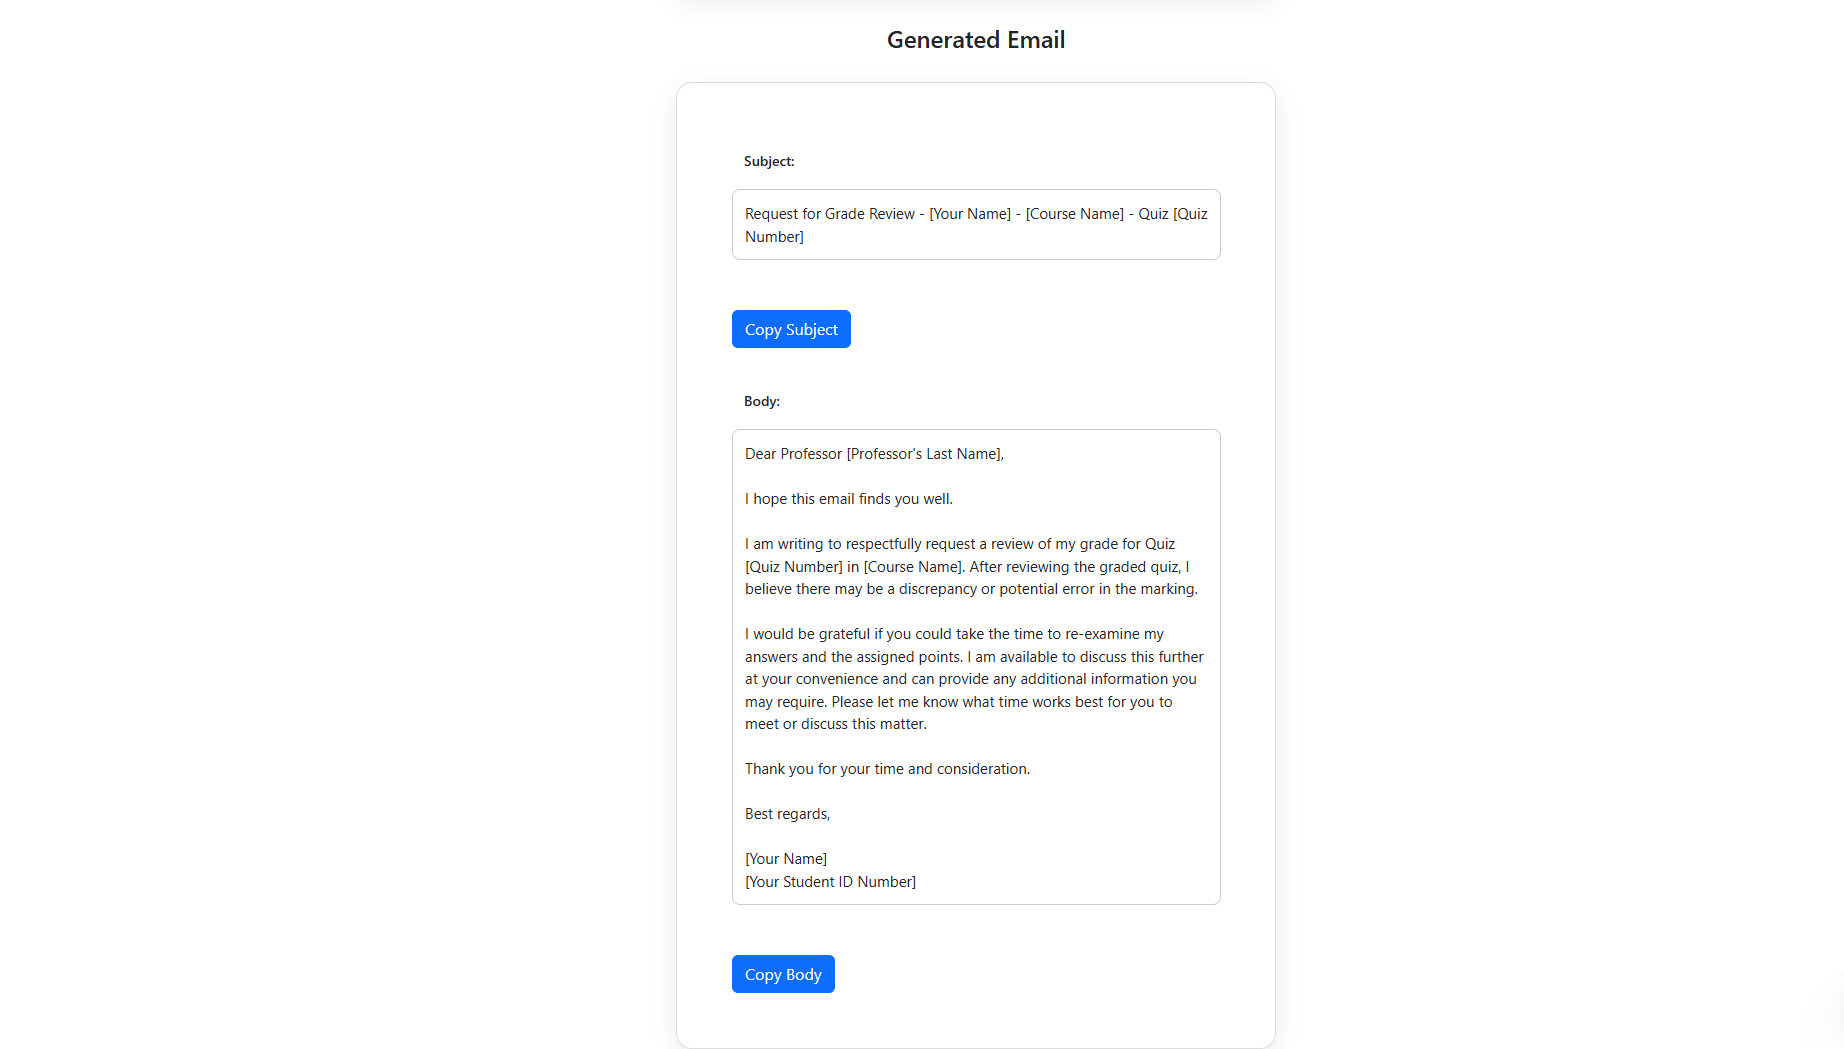 Generated Email
Subject:
Request for Grade Review - [Your Name] - [Course Name] - Quiz [Quiz
Number]
Copy Subject
Body:
Dear Professor [Professor's Last Name],
I hope this email finds you well.
I am writing to respectfully request a review of my grade for Quiz
[Quiz Number] in [Course Name]. After reviewing the graded quiz, I
believe there may be a discrepancy or potential error in the marking.
I would be grateful if you could take the time to re-examine my
answers and the assigned points. I am available to discuss this further
at your convenience and can provide any additional information you
may require. Please let me know what time works best for you to
meet or discuss this matter.
Thank you for your time and consideration.
Best regards,
[Your Name]
[Your Student ID Number]
Copy Body